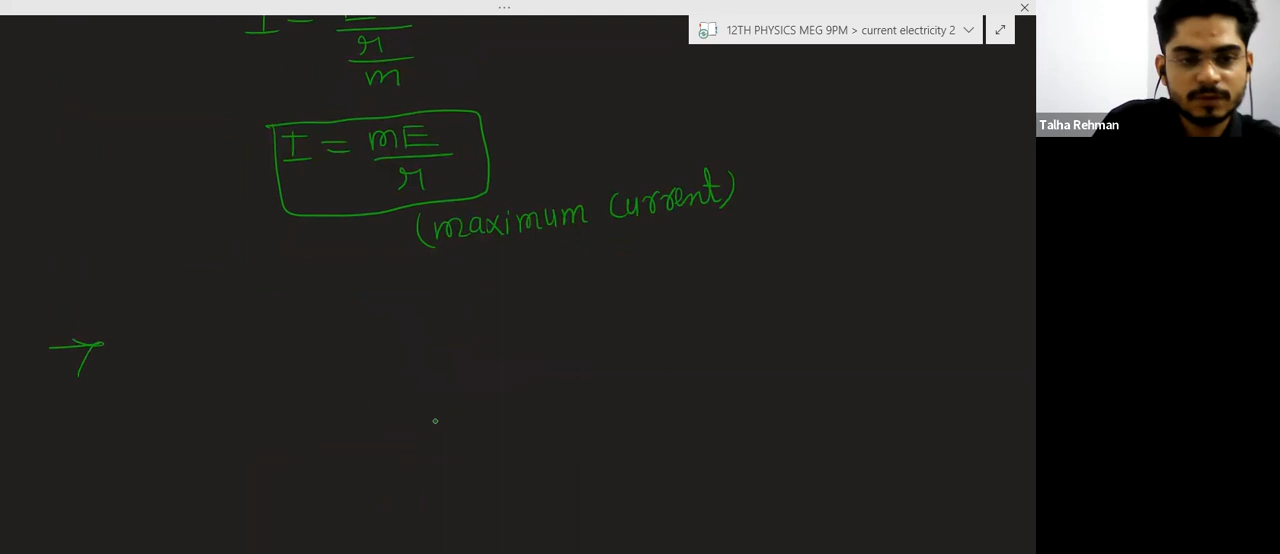 12TH PHYSICS MEG 9PM > current electricity 2
I =
r
m
I = mE
r
(maximum current)
Talha Rehman